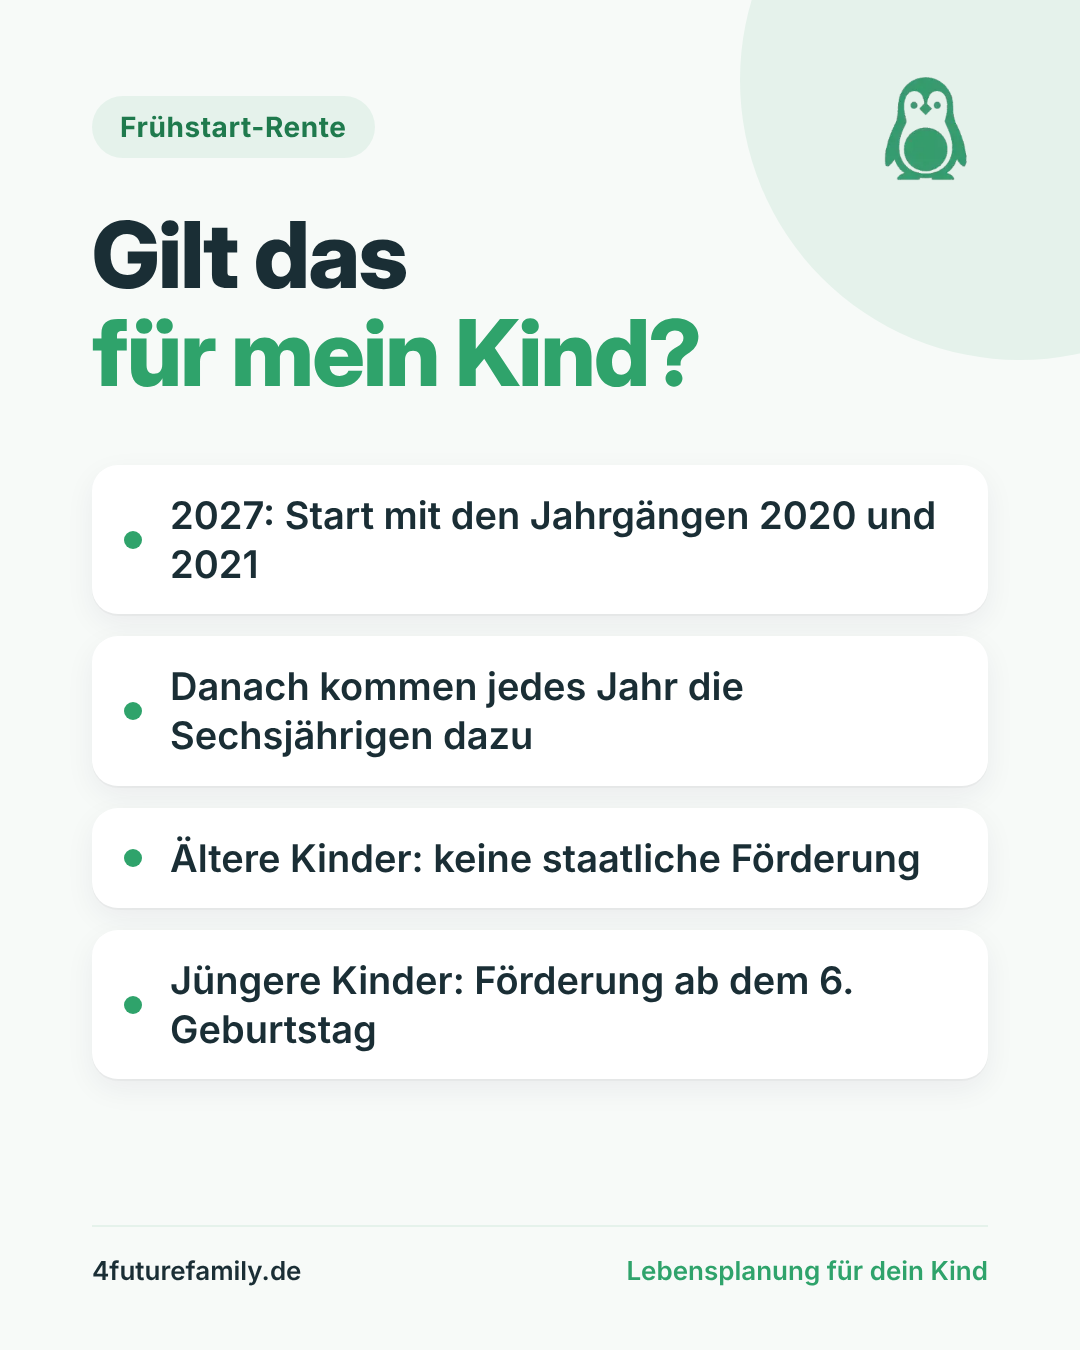 Frühstart-Rente
Gilt das
für mein Kind?
2027: Start mit den Jahrgängen 2020 und
2021
Danach kommen jedes Jahr die
Sechsjährigen dazu
Ältere Kinder: keine staatliche Förderung
Jüngere Kinder: Förderung ab dem 6.
Geburtstag
4futurefamily.de
Lebensplanung für dein Kind